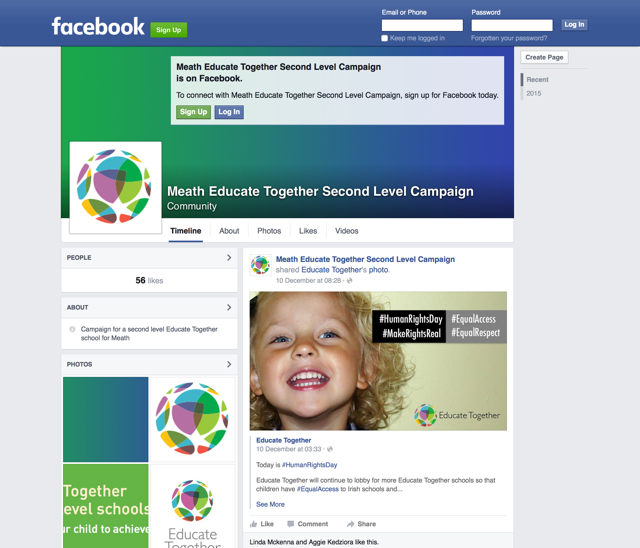 facebook
Sign Up
Email or Phone
Password
Log In
Keep me logged in
Forgotten your password?
Meath Educate Together Second Level Campaign
is on Facebook.
To connect with Meath Educate Together Second Level Campaign, sign up for Facebook today.
Sign Up
Log In
Create Page
Recent
2015
Meath Educate Together Second Level Campaign
Community
Timeline
About
Photos
Likes
Videos
PEOPLE
56 likes
ABOUT
Campaign for a second level Educate Together
school for Meath
PHOTOS
Together
evel schools
ur child to achieve
Educate
Together
Meath Educate Together Second Level Campaign
shared Educate Together's photo.
10 December at 08:28 ·
#HumanRightsDay
#EqualAccess
#MakeRightsReal
#EqualRespect
Educate Together
Educate Together
10 December at 03:33 ·
Today is #HumanRightsDay
Educate Together will continue to lobby for more Educate Together schools so that
children have #EqualAccess to Irish schools and...
See More
Like
Comment
Share
Linda Mckenna and Aggie Kedziora like this.